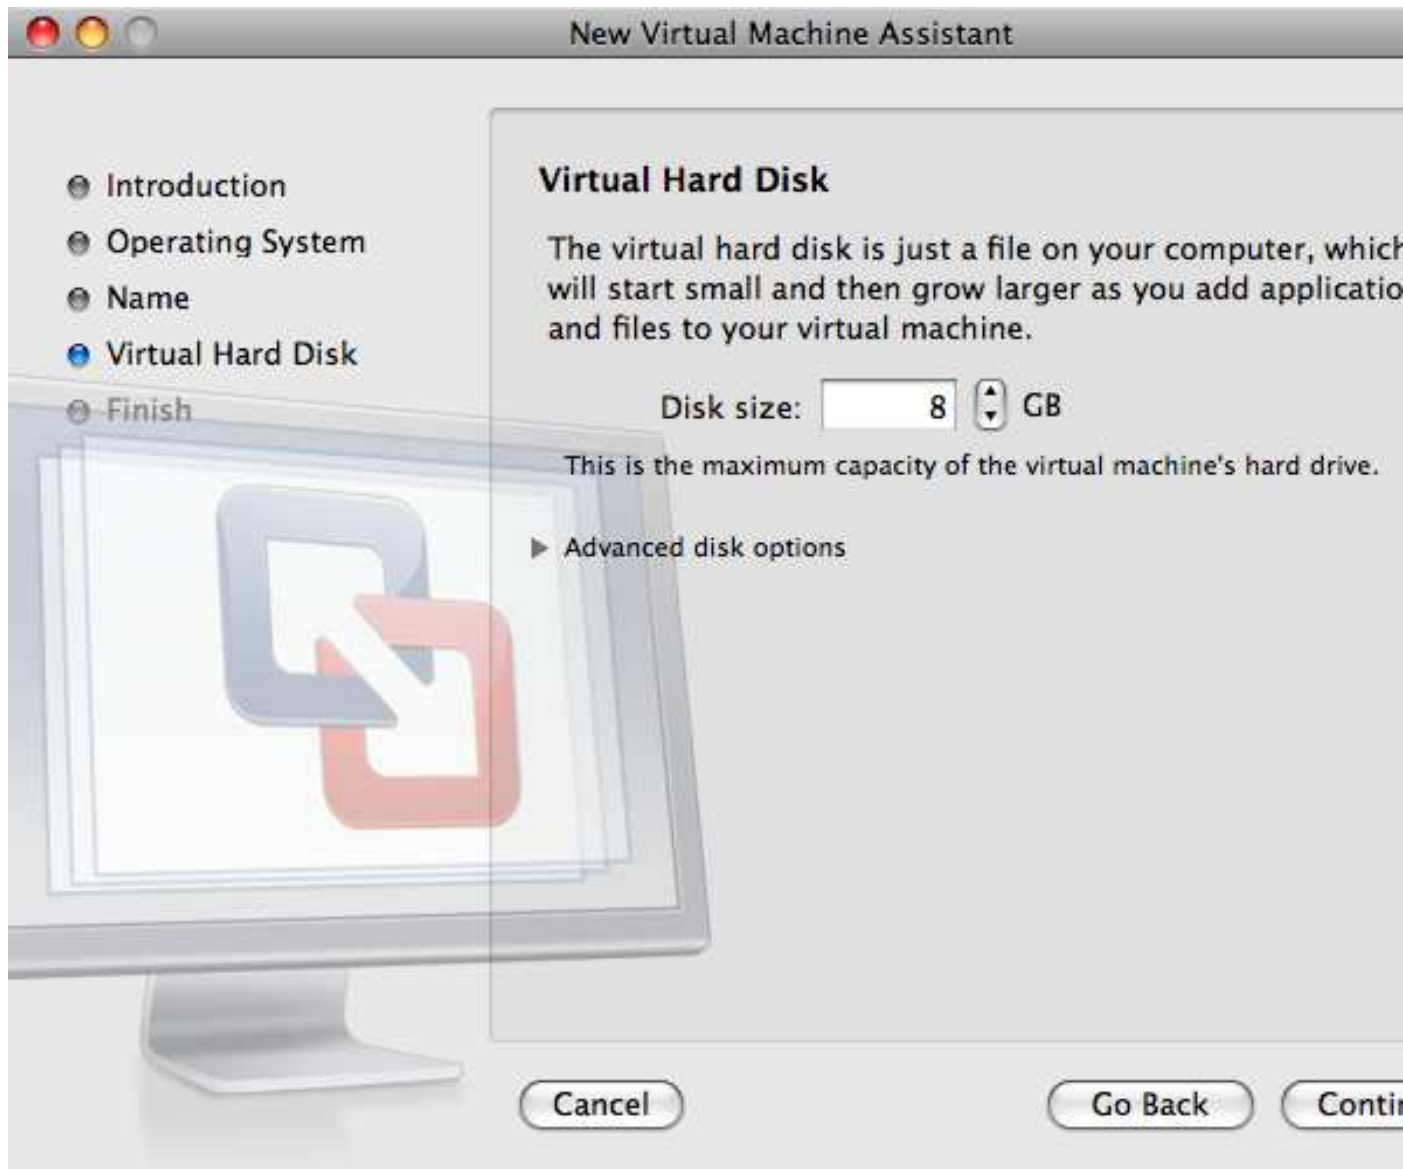 New Virtual Machine Assistant
Introduction
Operating System
Name
Virtual Hard Disk
Finish
Virtual Hard Disk
The virtual hard disk is just a file on your computer, which
will start small and then grow larger as you add applicatio
and files to your virtual machine.
Disk size: 8 GB
This is the maximum capacity of the virtual machine's hard drive.
Advanced disk options
Cancel
Go Back
Contin